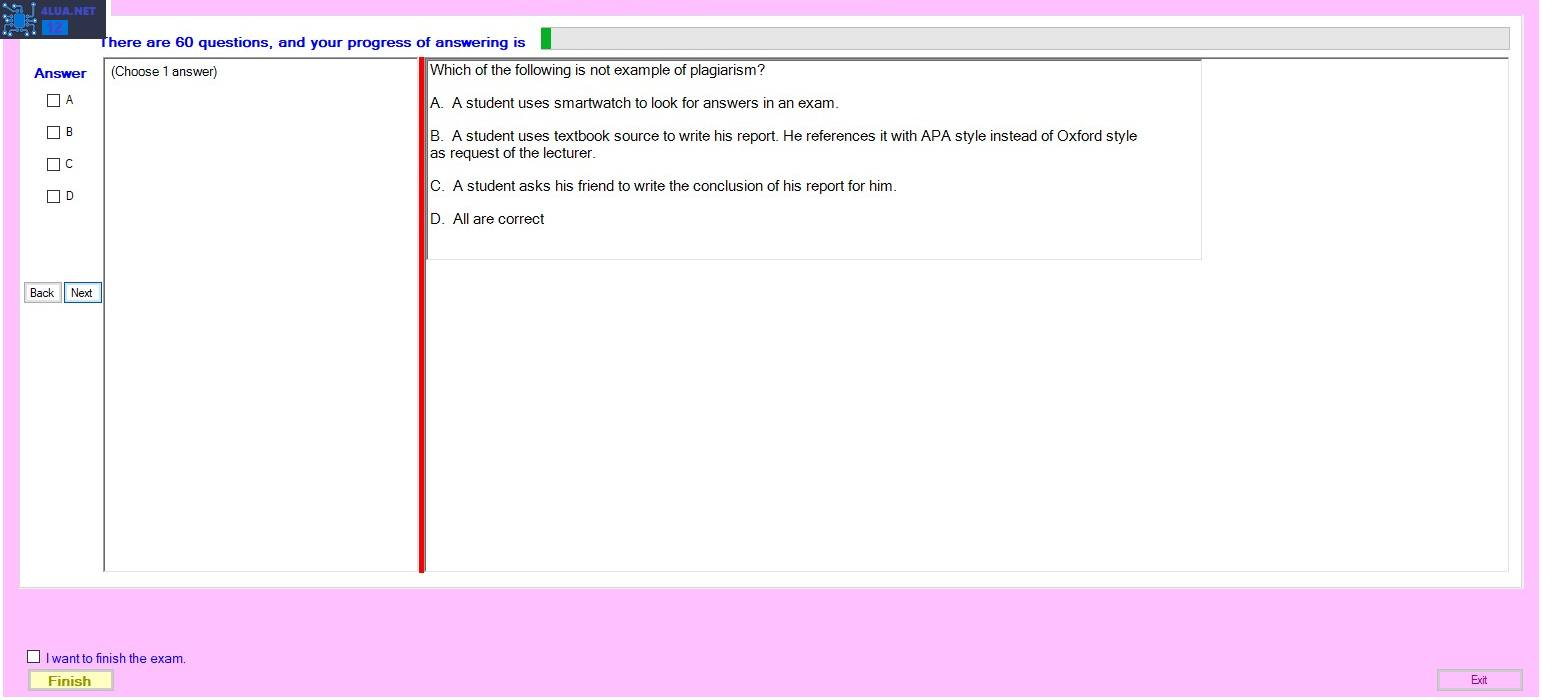 4LUA.NET
12
There are 60 questions, and your progress of answering is
Answer
(Choose 1 answer)
A
B
C
D
Back Next
Which of the following is not example of plagiarism?
A. A student uses smartwatch to look for answers in an exam.
B. A student uses textbook source to write his report. He references it with APA style instead of Oxford style
as request of the lecturer.
C. A student asks his friend to write the conclusion of his report for him.
D. All are correct
I want to finish the exam.
Finish
Exit